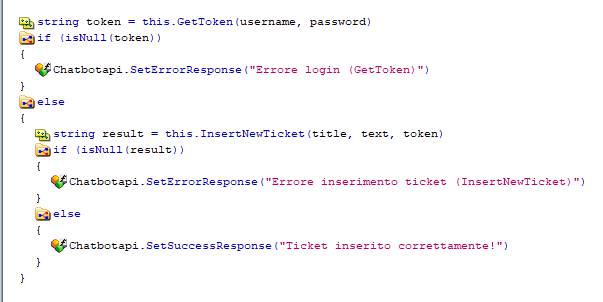 string token = this.GetToken(username, password)
if (isNull(token))
{
Chatbotapi.SetErrorResponse("Errore login (GetToken)")
}
else
{
string result = this.InsertNewTicket(title, text, token)
if (isNull(result))
{
Chatbotapi.SetErrorResponse("Errore inserimento ticket (InsertNewTicket)")
}
else
{
Chatbotapi.SetSuccessResponse("Ticket inserito correttamente!")
}
}